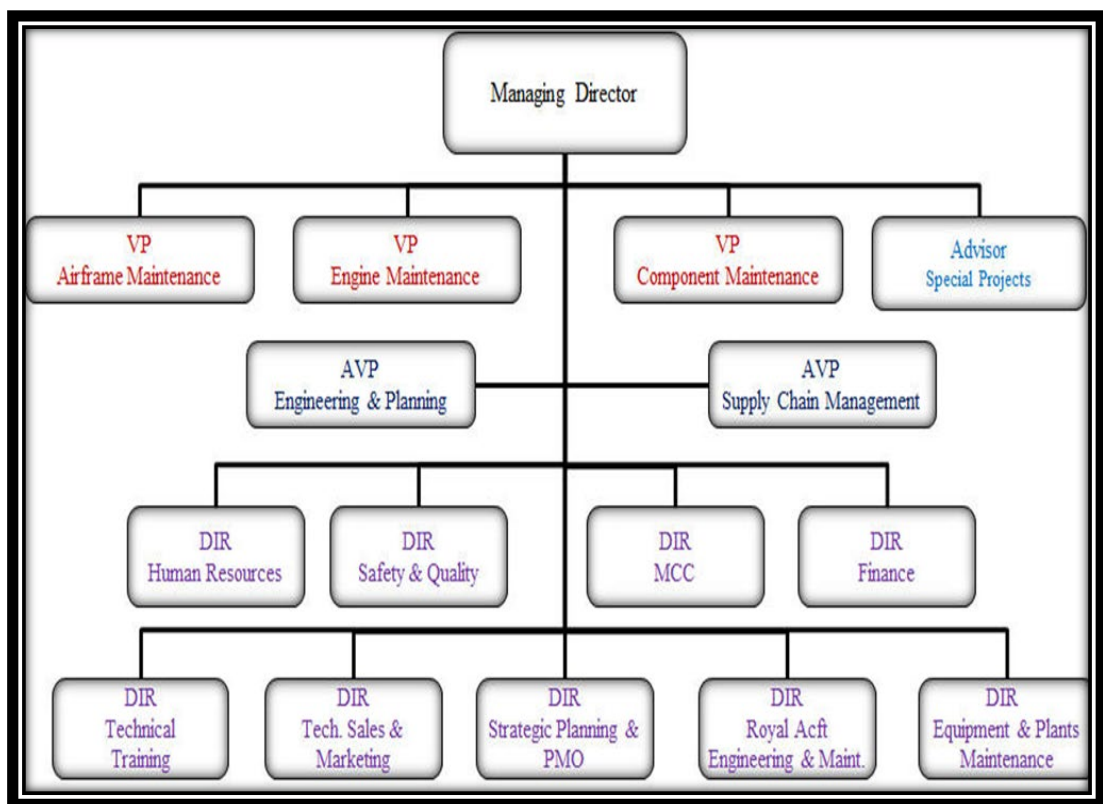 Managing Director
VP
Airframe Maintenance
VP
Engine Maintenance
VP
Component Maintenance
Advisor
Special Projects
AVP
Engineering & Planning
AVP
Supply Chain Management
DIR
Human Resources
DIR
Safety & Quality
DIR
MCC
DIR
Finance
DIR
Technical
Training
DIR
Tech. Sales &
Marketing
DIR
Strategic Planning &
PMO
DIR
Royal Acft
Engineering & Maint.
DIR
Equipment & Plants
Maintenance